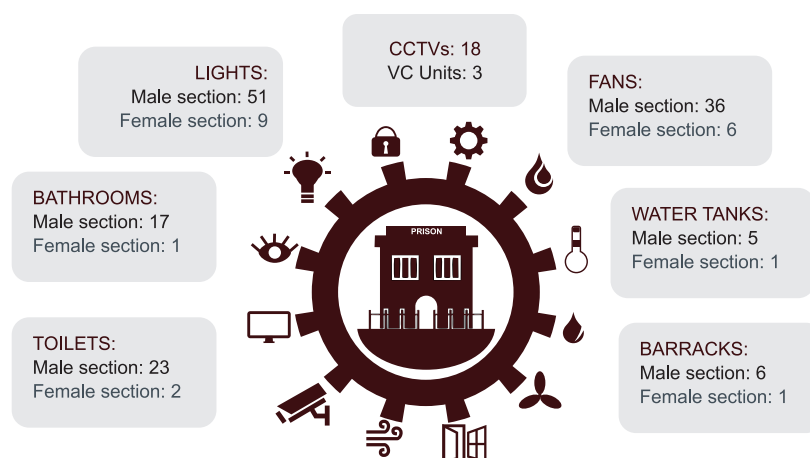 CCTVs: 18
VC Units: 3
LIGHTS:
Male section: 51
Female section: 9
FANS:
Male section: 36
Female section: 6
BATHROOMS:
Male section: 17
Female section: 1
WATER TANKS:
Male section: 5
Female section: 1
PRISON
TOILETS:
Male section: 23
Female section: 2
BARRACKS:
Male section: 6
Female section: 1